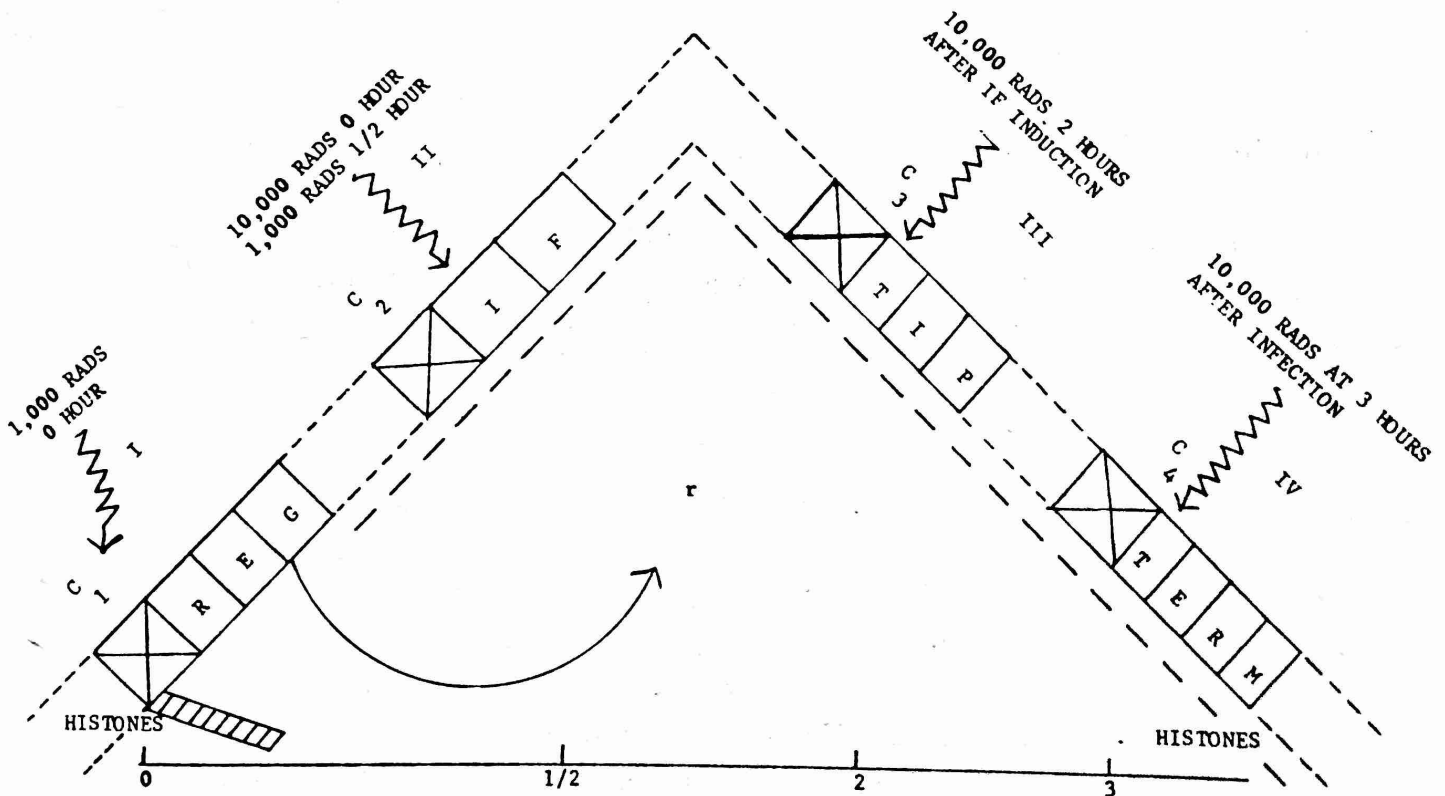 10,000 RADS 0 HOUR
1,000 RADS 1/2 HOUR
II
10,000 RADS 2 HOURS
AFTER IF INDUCTION
III
C
3
C
2
I F
T I P
1,000 RADS
0 HOUR
I
10,000 RADS AT 3 HOURS
AFTER INFECTION
IV
C
4
C
1
R E G
r
T E R M
HISTONES
HISTONES
0 1/2 2 3